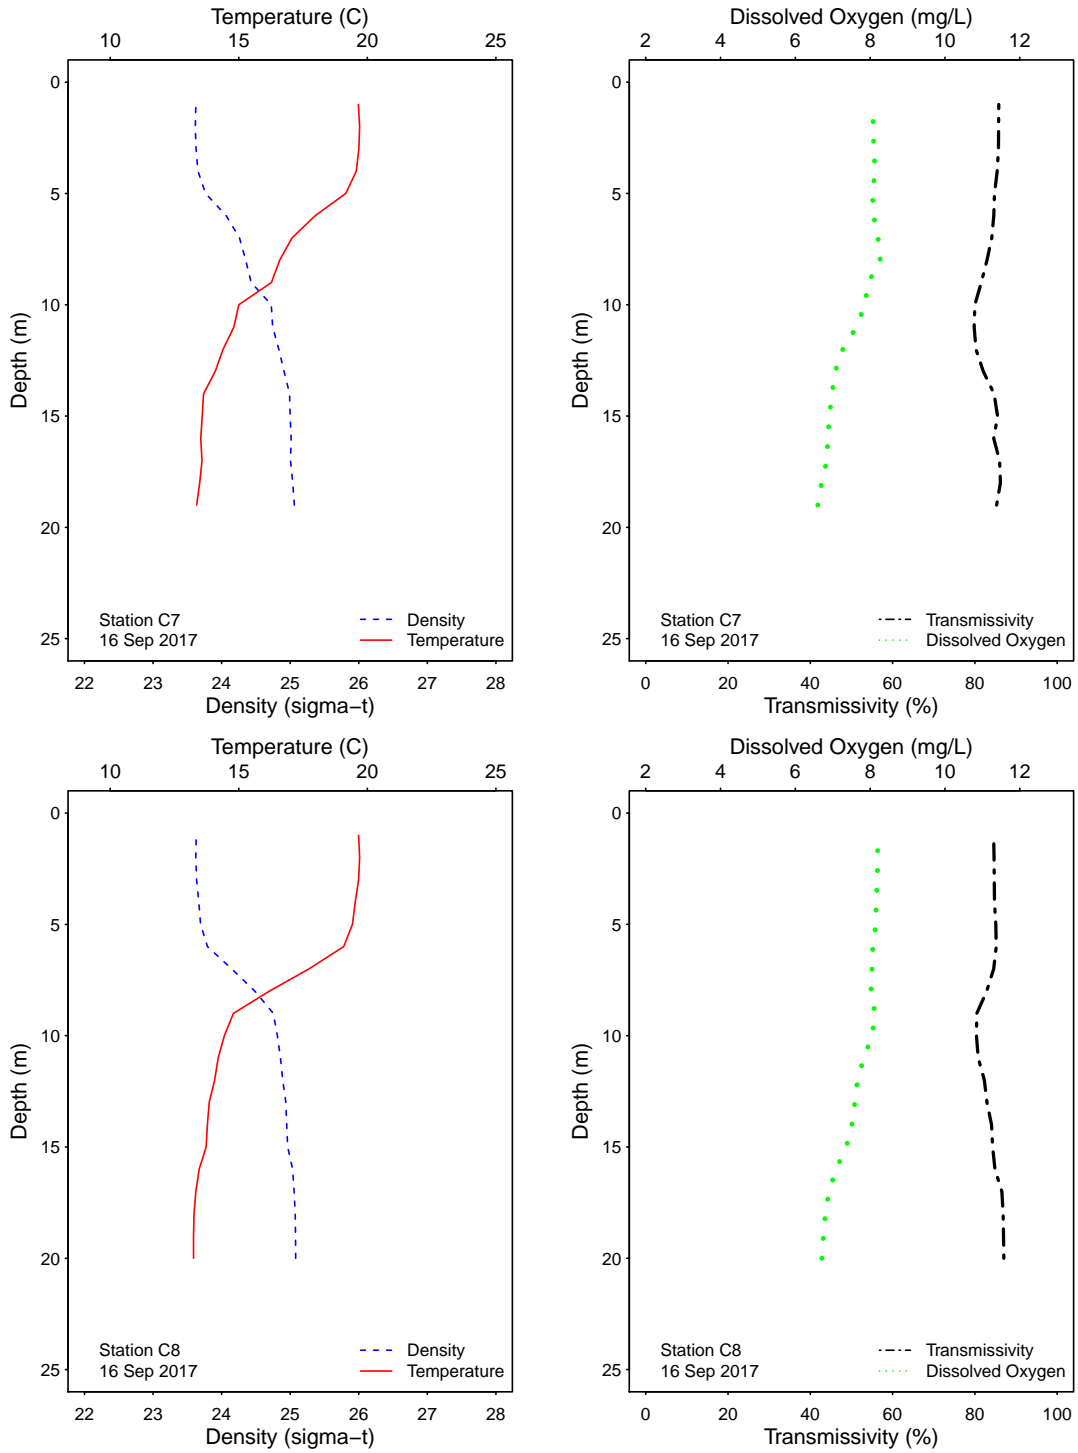 Temperature (C)
10 15 20 25
0
5
10
15
20
25
Depth (m)
Station C7
16 Sep 2017
Density
Temperature
22 23 24 25 26 27 28
Density (sigma−t)
Dissolved Oxygen (mg/L)
2 4 6 8 10 12
0
5
10
15
20
25
Depth (m)
Station C7
16 Sep 2017
Transmissivity
Dissolved Oxygen
0 20 40 60 80 100
Transmissivity (%)
Temperature (C)
10 15 20 25
0
5
10
15
20
25
Depth (m)
Station C8
16 Sep 2017
Density
Temperature
22 23 24 25 26 27 28
Density (sigma−t)
Dissolved Oxygen (mg/L)
2 4 6 8 10 12
0
5
10
15
20
25
Depth (m)
Station C8
16 Sep 2017
Transmissivity
Dissolved Oxygen
0 20 40 60 80 100
Transmissivity (%)